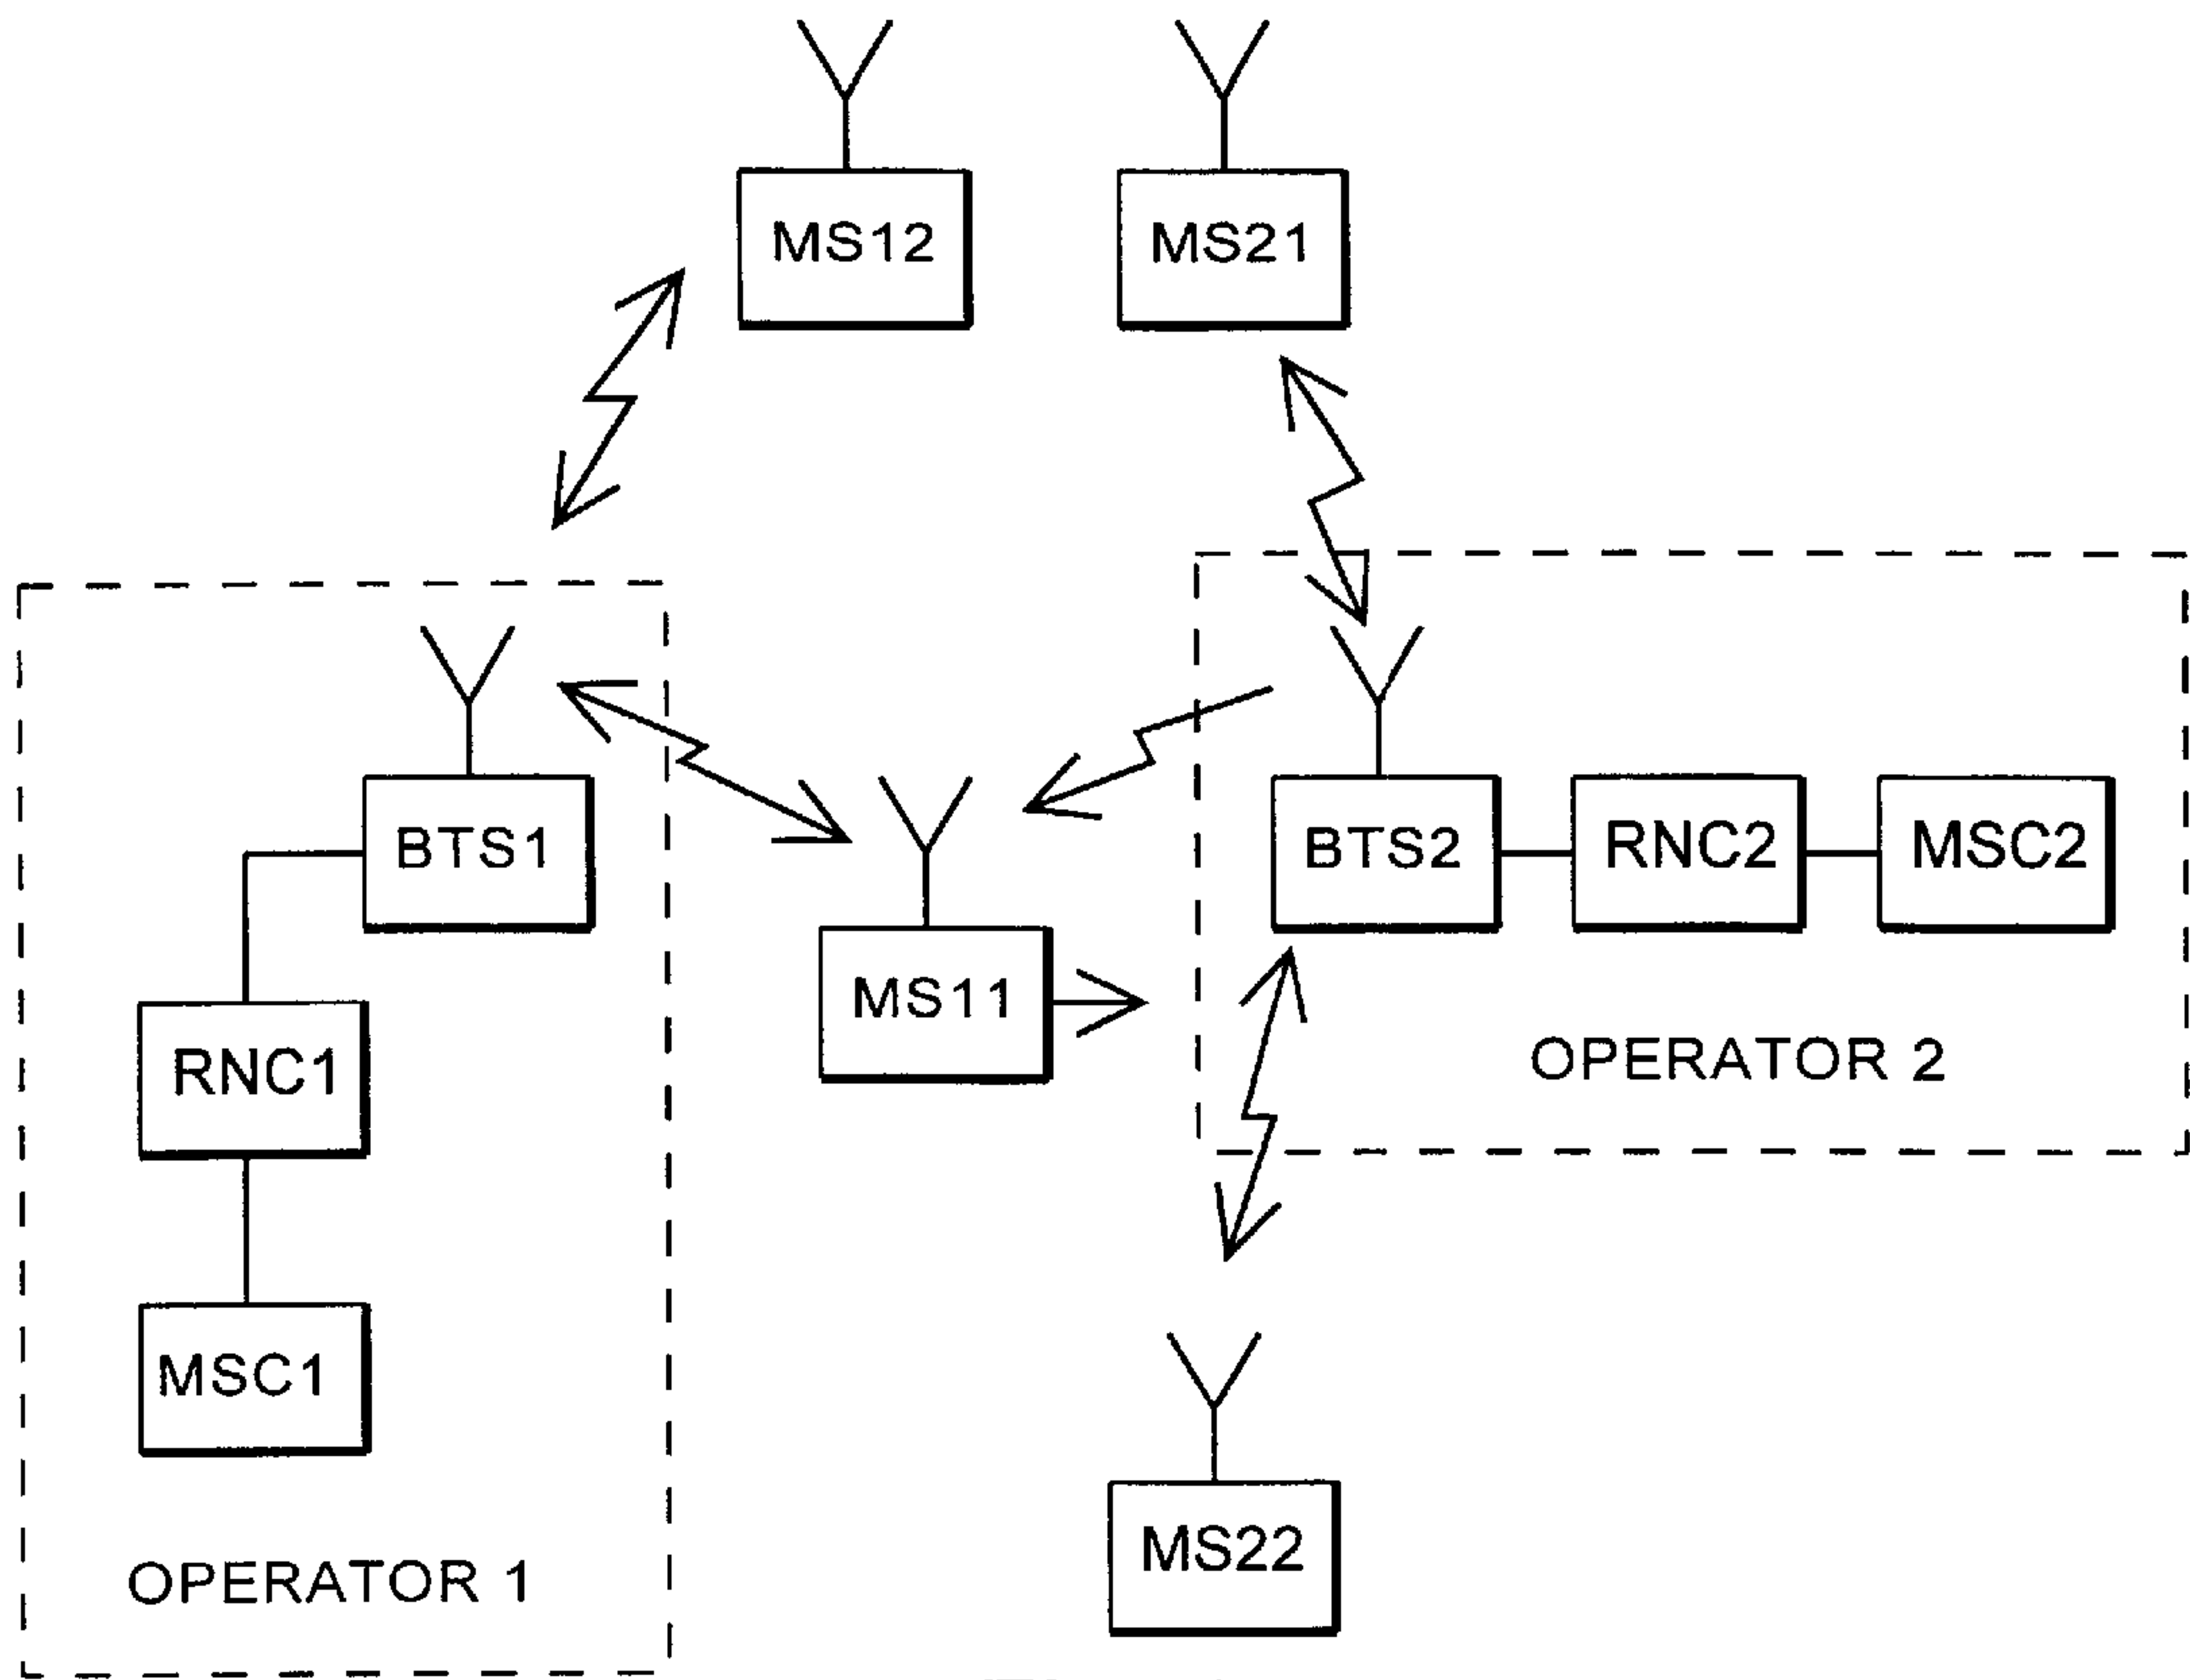 MS12
MS21
BTS1
BTS2
RNC2
MSC2
MS11
RNC1
OPERATOR 2
MSC1
MS22
OPERATOR 1